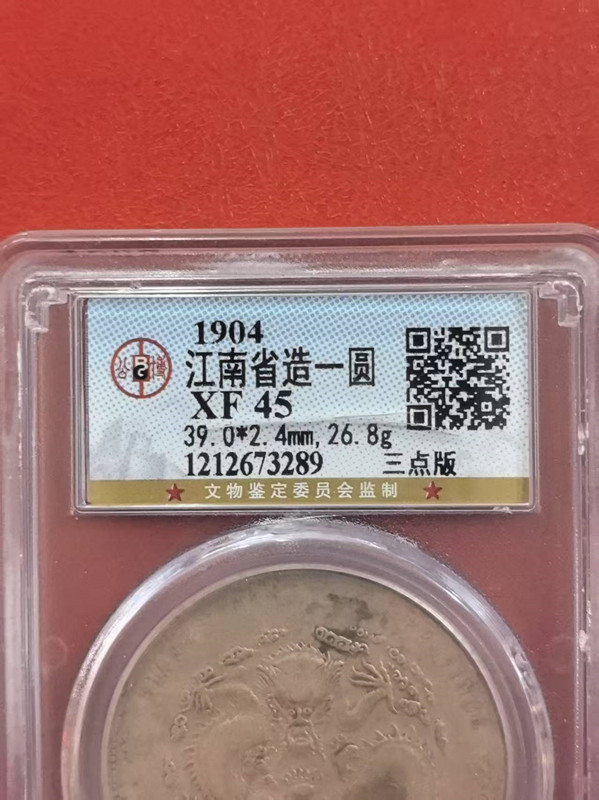 1904
江南省造一圆
XF 45
39.0*2.4mm,26.8g
1212673289 三点版
文物鉴定委员会监制